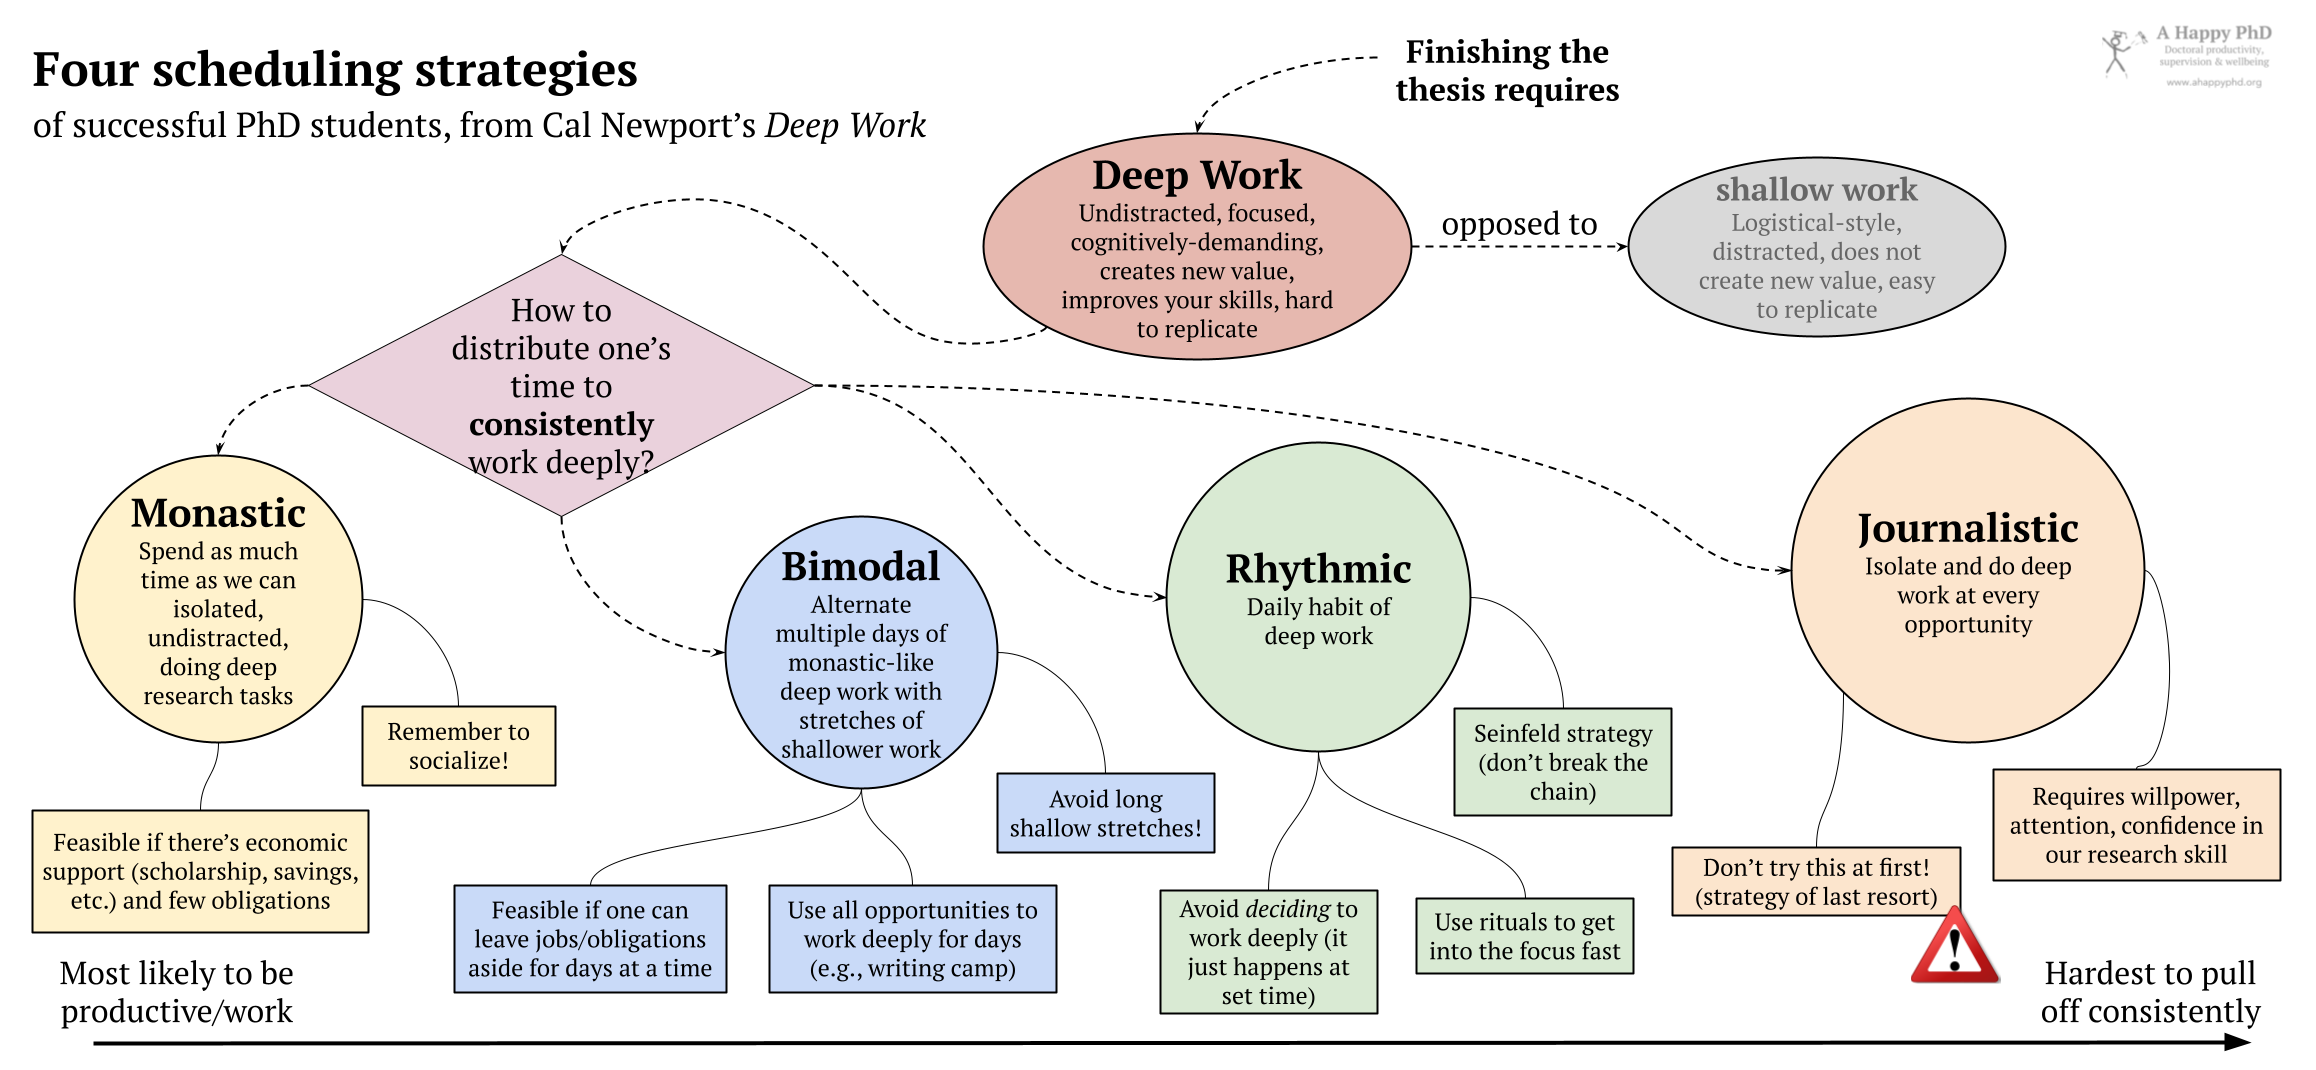 Four scheduling strategies
of successful PhD students, from Cal Newport's Deep Work
Finishing the
thesis requires
A Happy PhD
Doctoral productivity,
supervision & wellbeing
www.ahappyphd.org
Deep Work
Undistracted, focused,
cognitively-demanding,
creates new value,
improves your skills, hard
to replicate
opposed to
shallow work
Logistical-style,
distracted, does not
create new value, easy
to replicate
How to
distribute one's
time to
consistently
work deeply?
Monastic
Spend as much
time as we can
isolated,
undistracted,
doing deep
research tasks
Remember to
socialize!
Feasible if there's economic
support (scholarship, savings,
etc.) and few obligations
Bimodal
Alternate
multiple days of
monastic-like
deep work with
stretches of
shallower work
Avoid long
shallow stretches!
Feasible if one can
leave jobs/obligations
aside for days at a time
Use all opportunities to
work deeply for days
(e.g., writing camp)
Rhythmic
Daily habit of
deep work
Seinfeld strategy
(don't break the
chain)
Avoid deciding to
work deeply (it
just happens at
set time)
Use rituals to get
into the focus fast
Journalistic
Isolate and do deep
work at every
opportunity
Don't try this at first!
(strategy of last resort)
Requires willpower,
attention, confidence in
our research skill
Most likely to be
productive/work
Hardest to pull
off consistently